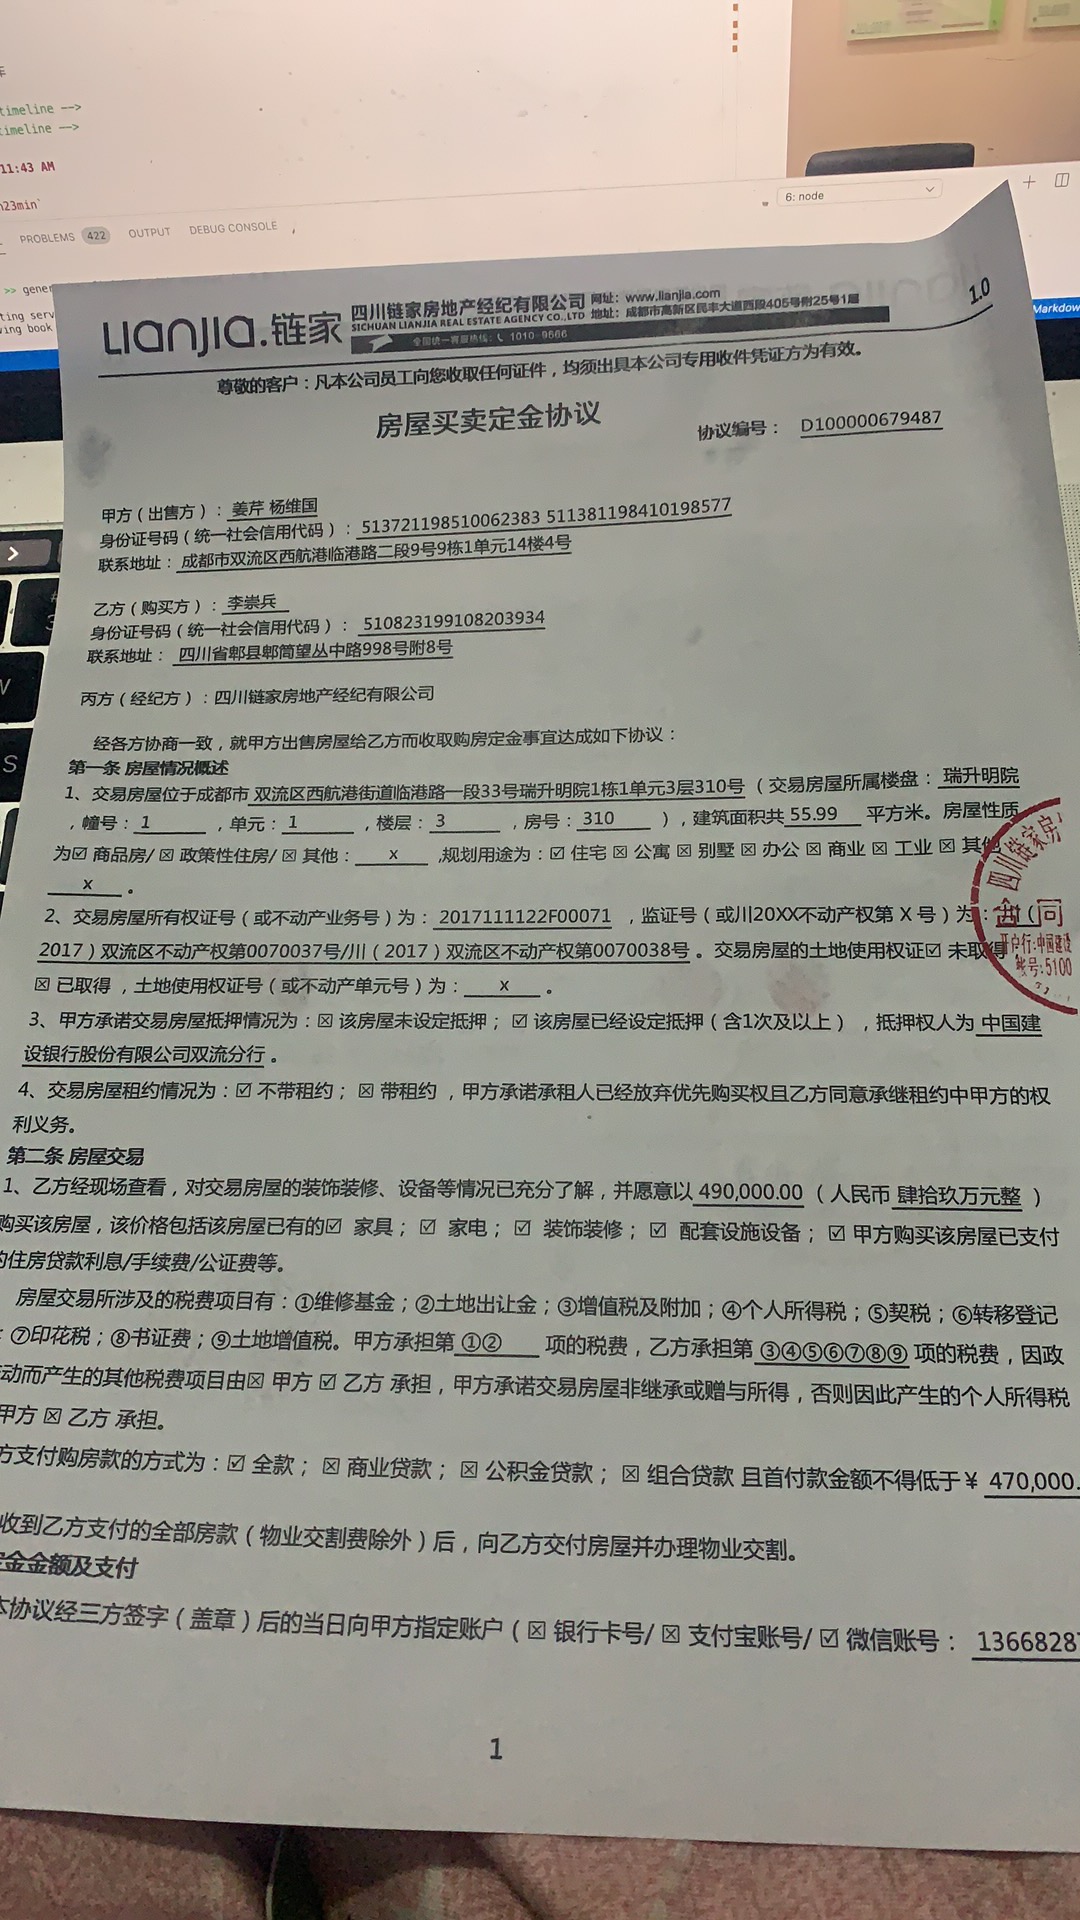 timeline -->
timeline -->
11:43 AM
h23min`
6: node
PROBLEMS 422 OUTPUT DEBUG CONSOLE
>> gener
ting serv
ving book
Markdow
1.0
Lianjia.链家 四川链家房地产经纪有限公司 网址：www.lianjia.com
SICHUAN LIANJIA REAL ESTATE AGENCY CO.,LTD 地址：成都市高新区民丰大道西段405号附25号1层
全国统一客服热线：1010-9666
尊敬的客户：凡本公司员工向您收取任何证件，均须出具本公司专用收件凭证方为有效。
房屋买卖定金协议
协议编号： D100000679487
甲方（出售方）：姜芹 杨维国
身份证号码（统一社会信用代码）：513721198510062383 511381198410198577
联系地址：成都市双流区西航港临港路二段9号9栋1单元14楼4号
乙方（购买方）：李崇兵
身份证号码（统一社会信用代码）：510823199108203934
联系地址：四川省郫县郫筒望丛中路998号附8号
丙方（经纪方）：四川链家房地产经纪有限公司
经各方协商一致，就甲方出售房屋给乙方而收取购房定金事宜达成如下协议：
第一条 房屋情况概述
1、交易房屋位于成都市 双流区西航港街道临港路一段33号瑞升明院1栋1单元3层310号（交易房屋所属楼盘：瑞升明院
，幢号：1 ，单元：1 ，楼层：3 ，房号：310 ），建筑面积共 55.99 平方米。房屋性质
为☑ 商品房/ ☒ 政策性住房/ ☒ 其他： x ,规划用途为：☑ 住宅 ☒ 公寓 ☒ 别墅 ☒ 办公 ☒ 商业 ☒ 工业 ☒ 其他
x 。
2、交易房屋所有权证号（或不动产业务号）为：2017111122F00071 ，监证号（或川20XX不动产权第 X 号）为：川（
2017）双流区不动产权第0070037号/川（2017）双流区不动产权第0070038号 。交易房屋的土地使用权证☑ 未取得
☒ 已取得 ，土地使用权证号（或不动产单元号）为： x 。
四川链家房
合同
开户行:中国建设
帐号:5100
3、甲方承诺交易房屋抵押情况为：☒ 该房屋未设定抵押；☑ 该房屋已经设定抵押（含1次及以上），抵押权人为 中国建
设银行股份有限公司双流分行 。
4、交易房屋租约情况为：☑ 不带租约；☒ 带租约 ，甲方承诺承租人已经放弃优先购买权且乙方同意承继租约中甲方的权
利义务。
第二条 房屋交易
1、乙方经现场查看，对交易房屋的装饰装修、设备等情况已充分了解，并愿意以 490,000.00 （人民币 肆拾玖万元整 ）
购买该房屋，该价格包括该房屋已有的☑ 家具；☑ 家电；☑ 装饰装修；☑ 配套设施设备；☑ 甲方购买该房屋已支付
的住房贷款利息/手续费/公证费等。
房屋交易所涉及的税费项目有：①维修基金；②土地出让金；③增值税及附加；④个人所得税；⑤契税；⑥转移登记
；⑦印花税；⑧书证费；⑨土地增值税。甲方承担第 ①② 项的税费，乙方承担第 ③④⑤⑥⑦⑧⑨ 项的税费，因政
动而产生的其他税费项目由☒ 甲方 ☑ 乙方 承担，甲方承诺交易房屋非继承或赠与所得，否则因此产生的个人所得税
甲方 ☒ 乙方 承担。
方支付购房款的方式为：☑ 全款；☒ 商业贷款；☒ 公积金贷款；☒ 组合贷款 且首付款金额不得低于￥ 470,000.
收到乙方支付的全部房款（物业交割费除外）后，向乙方交付房屋并办理物业交割。
定金金额及支付
本协议经三方签字（盖章）后的当日向甲方指定账户（☒ 银行卡号/ ☒ 支付宝账号/ ☑ 微信账号： 13668287
1